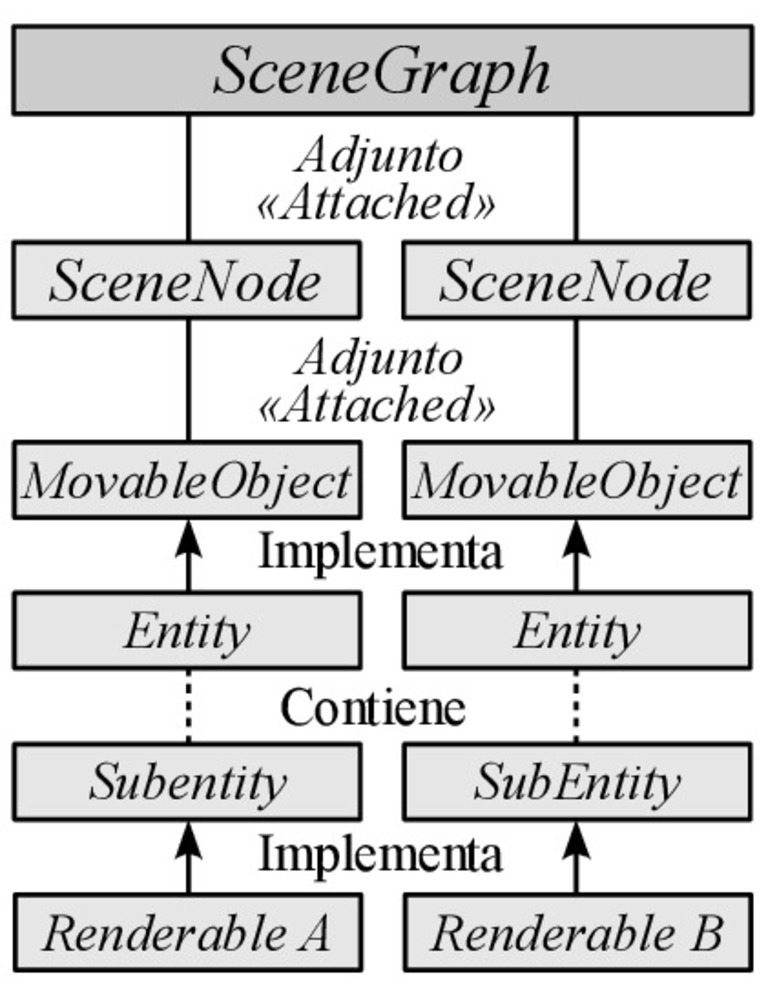 SceneGraph
Adjunto
«Attached»
SceneNode
SceneNode
Adjunto
«Attached»
MovableObject
MovableObject
Implementa
Entity
Entity
Contiene
Subentity
SubEntity
Implementa
Renderable A
Renderable B